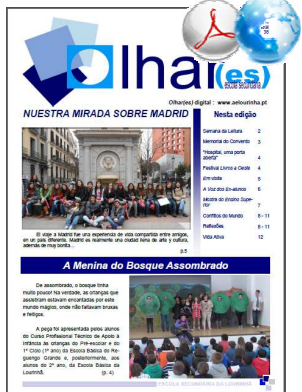 Olhar(es)
Olhar(es) digital : www.aelourinha.pt
NUESTRA MIRADA SOBRE MADRID
El viaje a Madrid fue una experiencia de vida compartida entre amigos,
en un país diferente. Madrid es realmente una ciudad llena de arte y cultura,
además de muy bonita…
p.5
Nesta edição
Semana da Leitura 2
Memorial do Convento 3
"Hospital, uma porta
aberta" 4
Festival Livros a Oeste 4
Em visita 5
A Voz dos En-alunos 6
Mostra do Ensino Supe-
rior 7
Conflitos do Mundo 8 - 11
Reflexões 8 - 11
Vida Ativa 12
A Menina do Bosque Assombrado
De assombrado, o bosque tinha
muito pouco! Na verdade, as crianças que
assistiram estavam encantadas por este
mundo mágico, onde não faltavam bruxas
e feitiços.
A peça foi apresentada pelos alunos
do Curso Profissional Técnico de Apoio à
Infância às crianças do Pré-escolar e do
1º Ciclo (1º ano) da Escola Básica do Re-
guengo Grande e, posteriormente, aos
alunos do 2º ano, da Escola Básica da
Lourinhã. (p. 4)
ESCOLA SECUNDÁRIA DA LOURINHÃ